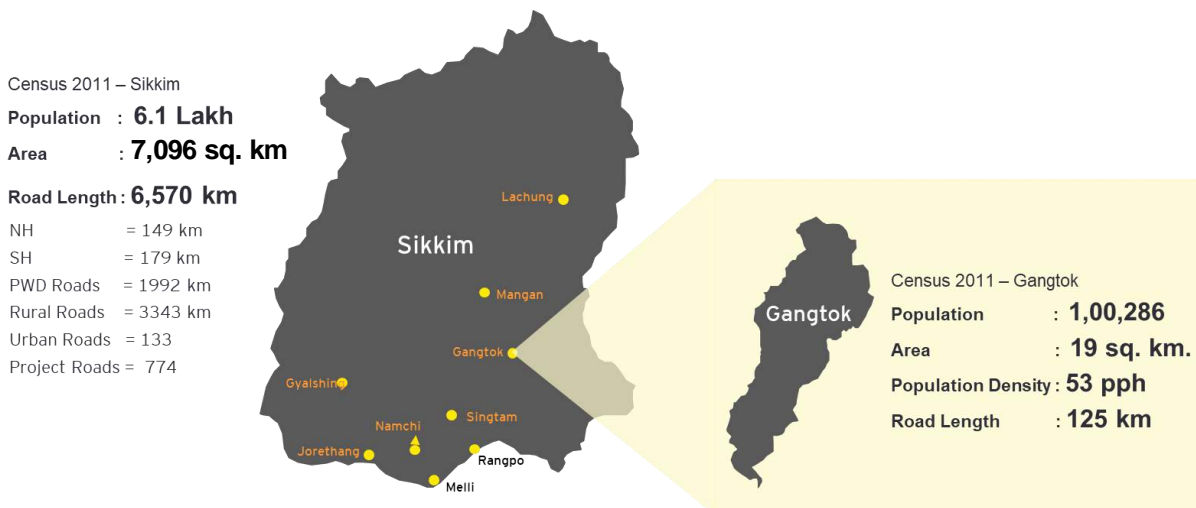 Census 2011 – Sikkim
Population : 6.1 Lakh
Area : 7,096 sq. km
Road Length : 6,570 km
NH = 149 km
SH = 179 km
PWD Roads = 1992 km
Rural Roads = 3343 km
Urban Roads = 133
Project Roads = 774
Lachung
Sikkim
Mangan
Gangtok
Gyalshing
Singtam
Namchi
Jorethang
Rangpo
Melli
Gangtok
Census 2011 – Gangtok
Population : 1,00,286
Area : 19 sq. km.
Population Density : 53 pph
Road Length : 125 km